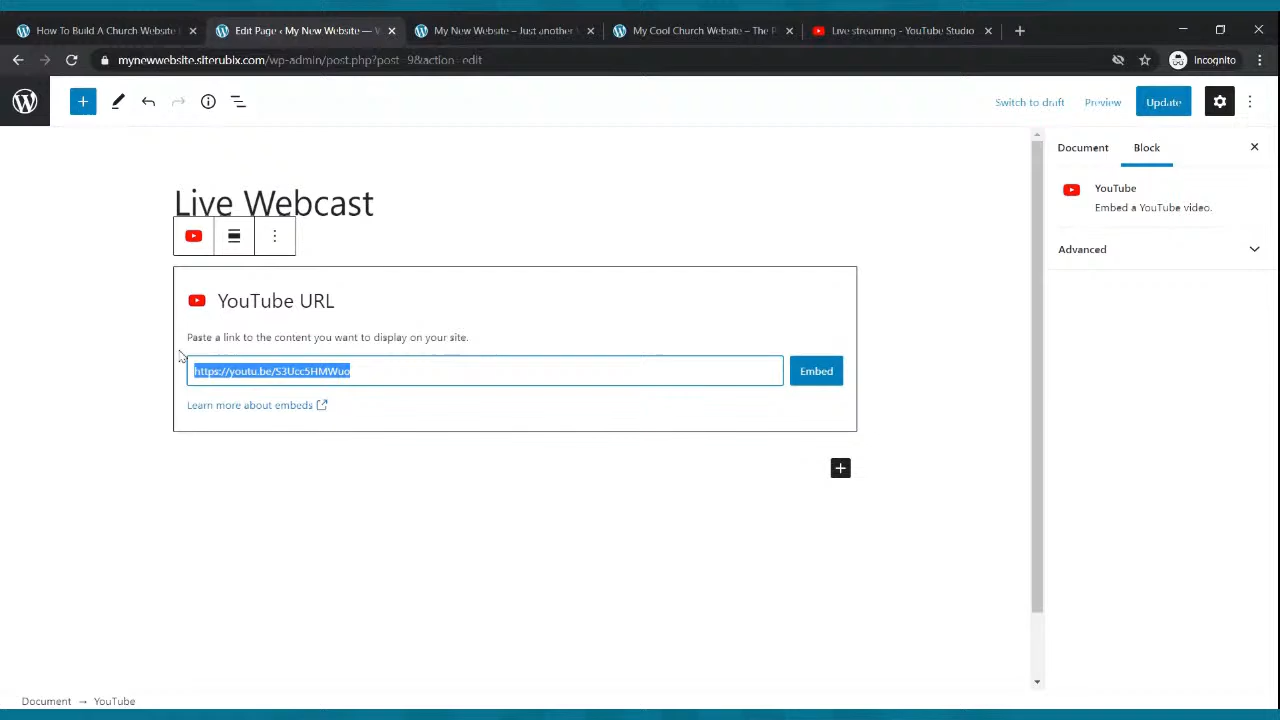 How To Build A Church Website
Edit Page ‹ My New Website —
My New Website – Just another
My Cool Church Website – The P
Live streaming - YouTube Studio
mynewwebsite.siterubix.com/wp-admin/post.php?post=9&action=edit
Incognito
Switch to draft
Preview
Update
Document
Block
YouTube
Embed a YouTube video.
Advanced
Live Webcast
YouTube URL
Paste a link to the content you want to display on your site.
https://youtu.be/S3Ucc5HMWuo
Embed
Learn more about embeds
Document → YouTube